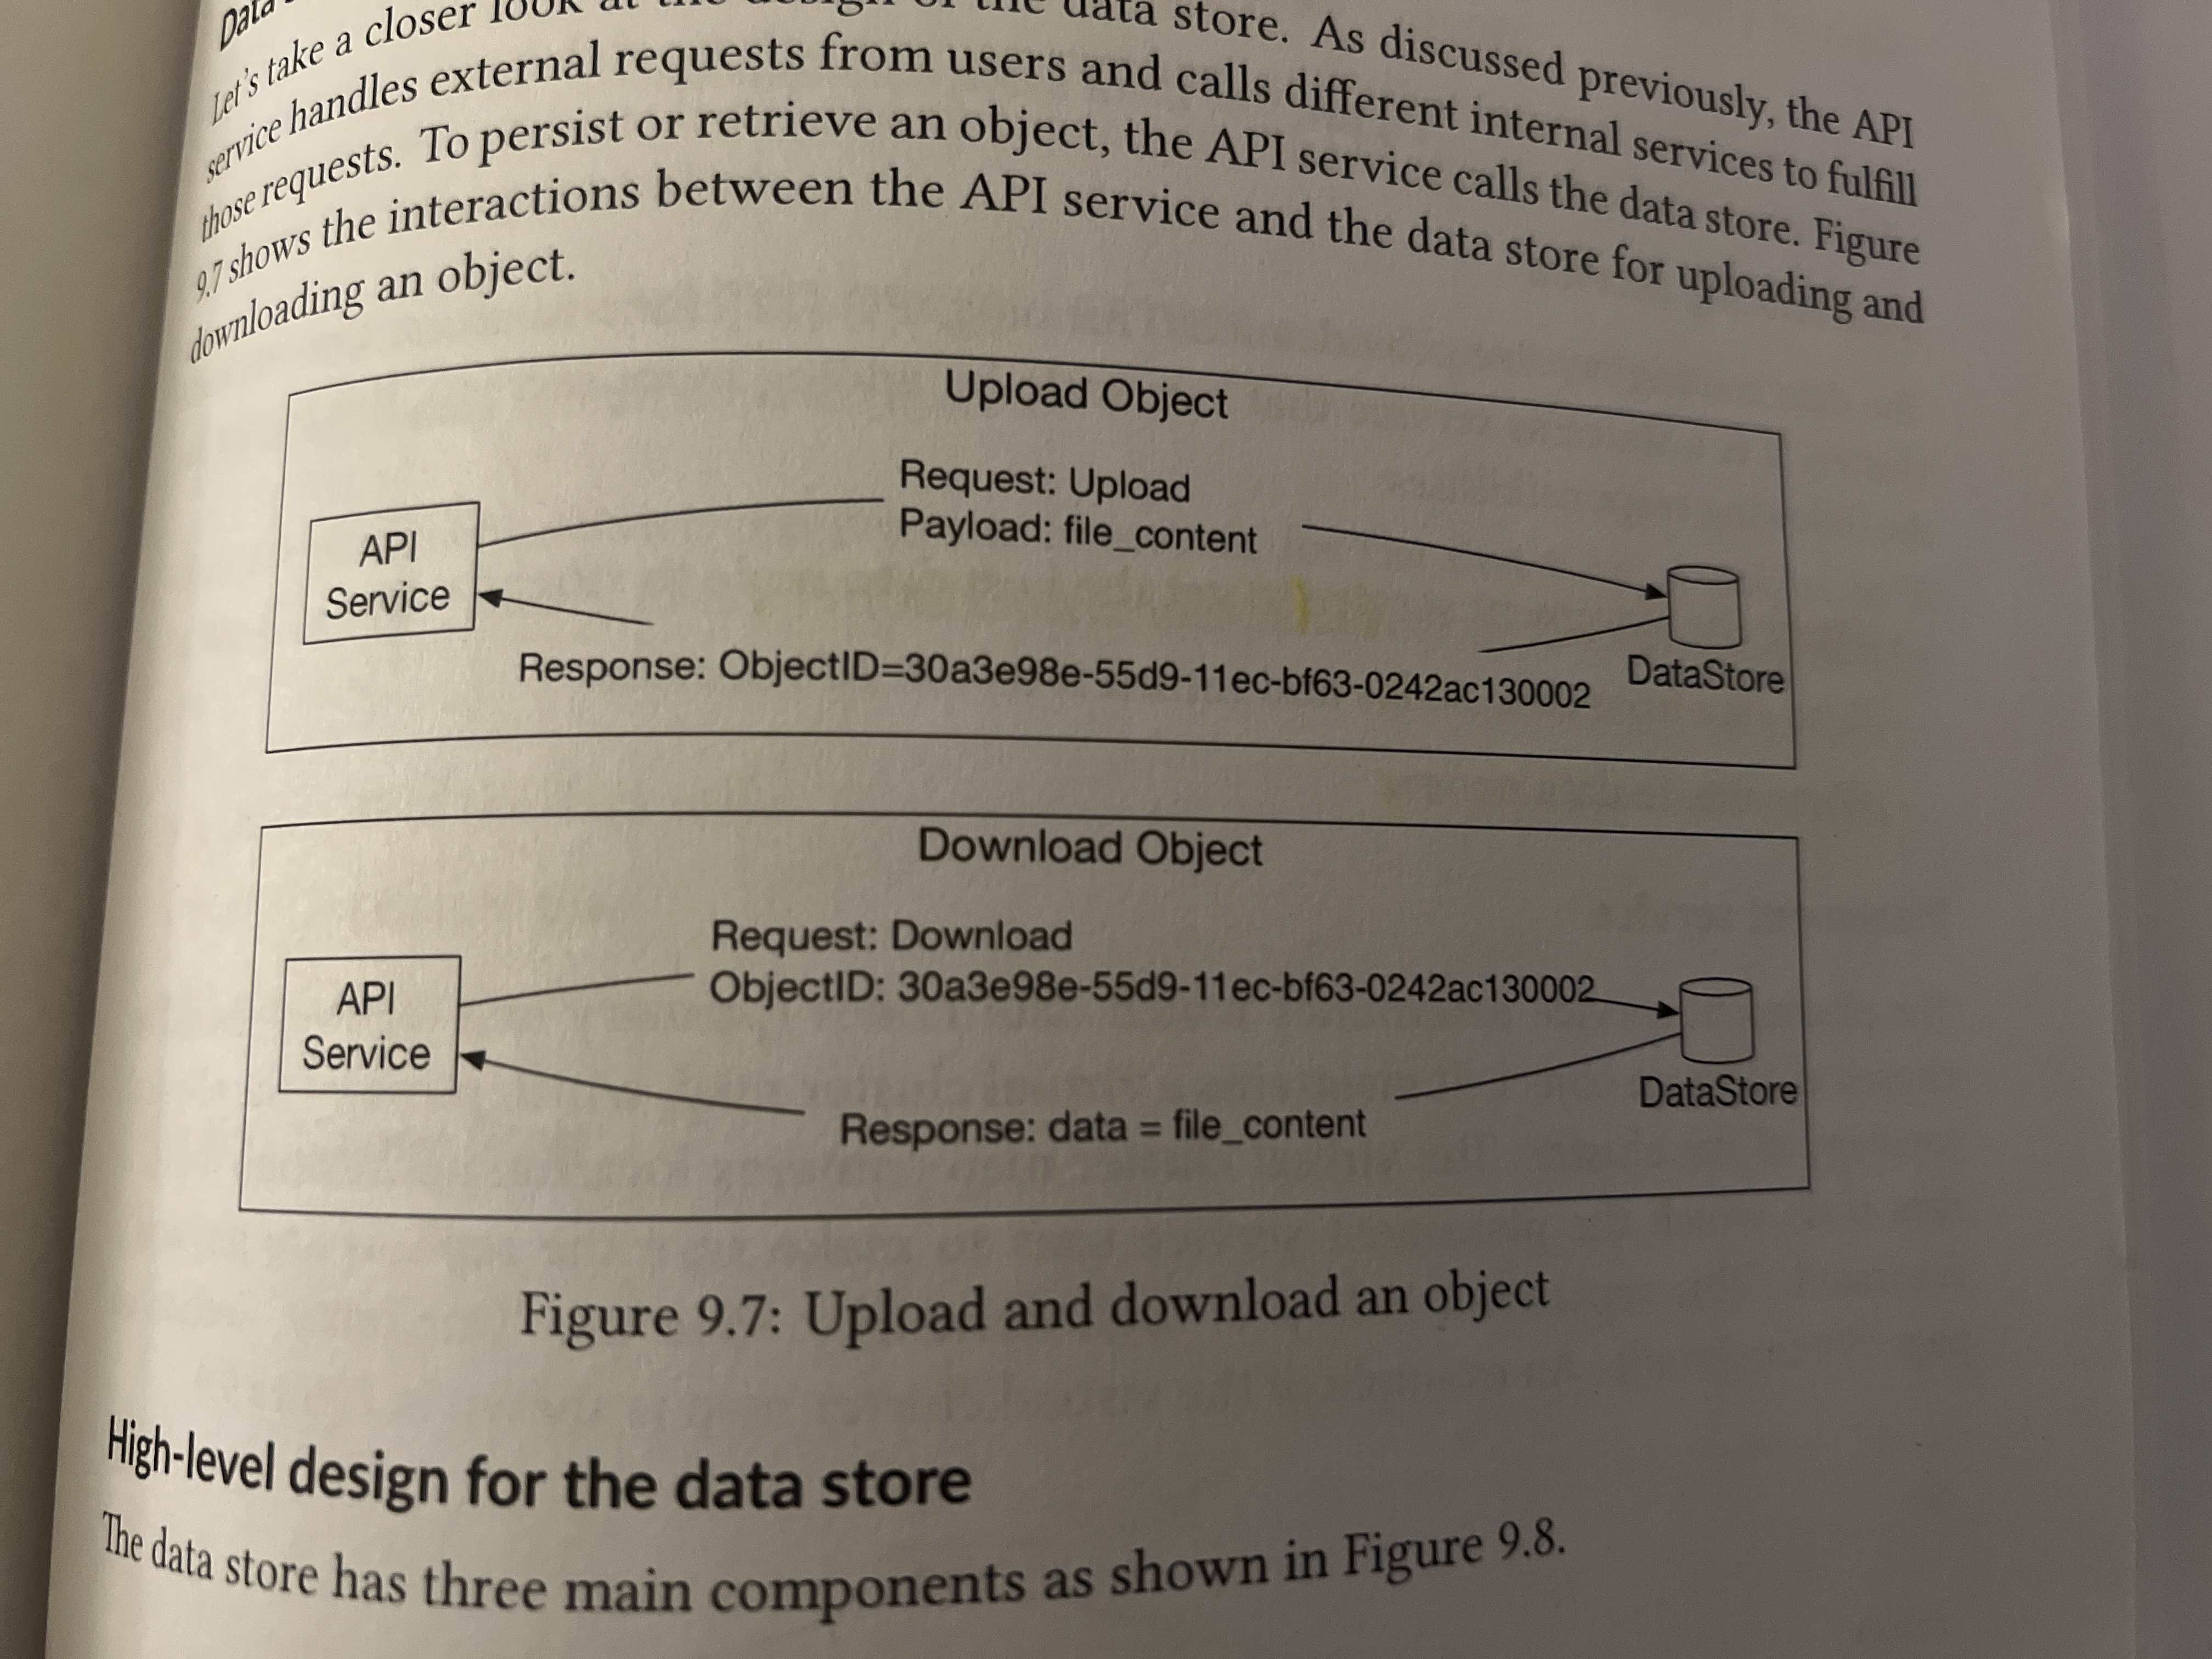 Data
Let's take a closer look at the design of the data store. As discussed previously, the API
service handles external requests from users and calls different internal services to fulfill
those requests. To persist or retrieve an object, the API service calls the data store. Figure
9.7 shows the interactions between the API service and the data store for uploading and
downloading an object.
Upload Object
Request: Upload
Payload: file_content
API
Service
Response: ObjectID=30a3e98e-55d9-11ec-bf63-0242ac130002
DataStore
Download Object
Request: Download
ObjectID: 30a3e98e-55d9-11ec-bf63-0242ac130002
API
Service
DataStore
Response: data = file_content
Figure 9.7: Upload and download an object
High-level design for the data store
The data store has three main components as shown in Figure 9.8.